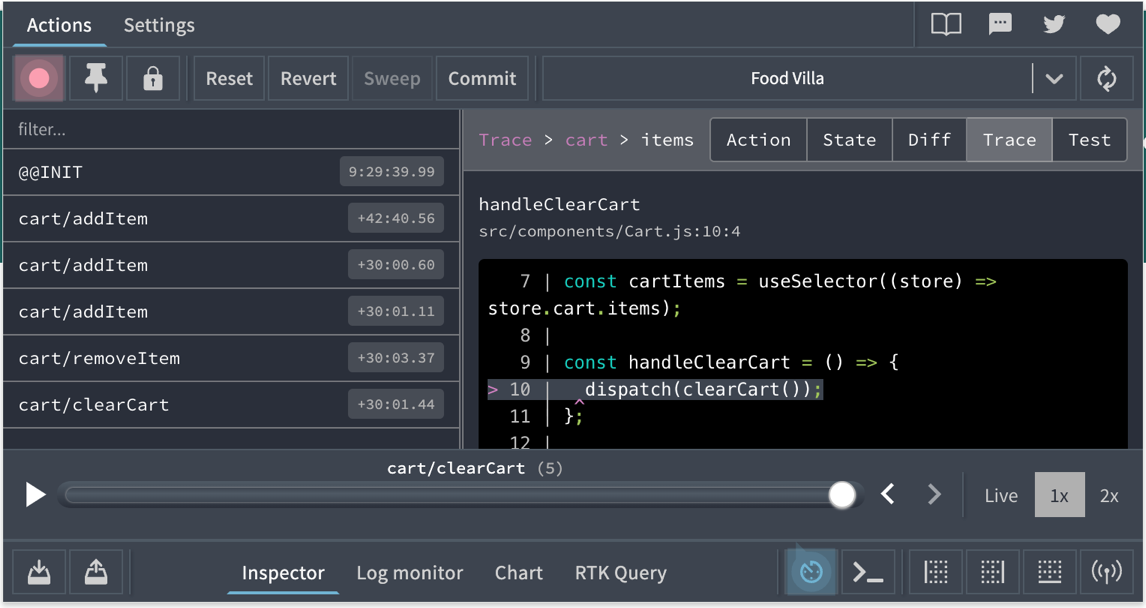 Actions Settings
Reset Revert Sweep Commit Food Villa
filter...
@@INIT 9:29:39.99
cart/addItem +42:40.56
cart/addItem +30:00.60
cart/addItem +30:01.11
cart/removeItem +30:03.37
cart/clearCart +30:01.44
Trace > cart > items Action State Diff Trace Test
handleClearCart
src/components/Cart.js:10:4
7 | const cartItems = useSelector((store) =>
store.cart.items);
8 |
9 | const handleClearCart = () => {
> 10 | dispatch(clearCart());
| ^
11 | };
12 |
cart/clearCart (5)
Live 1x 2x
Inspector Log monitor Chart RTK Query